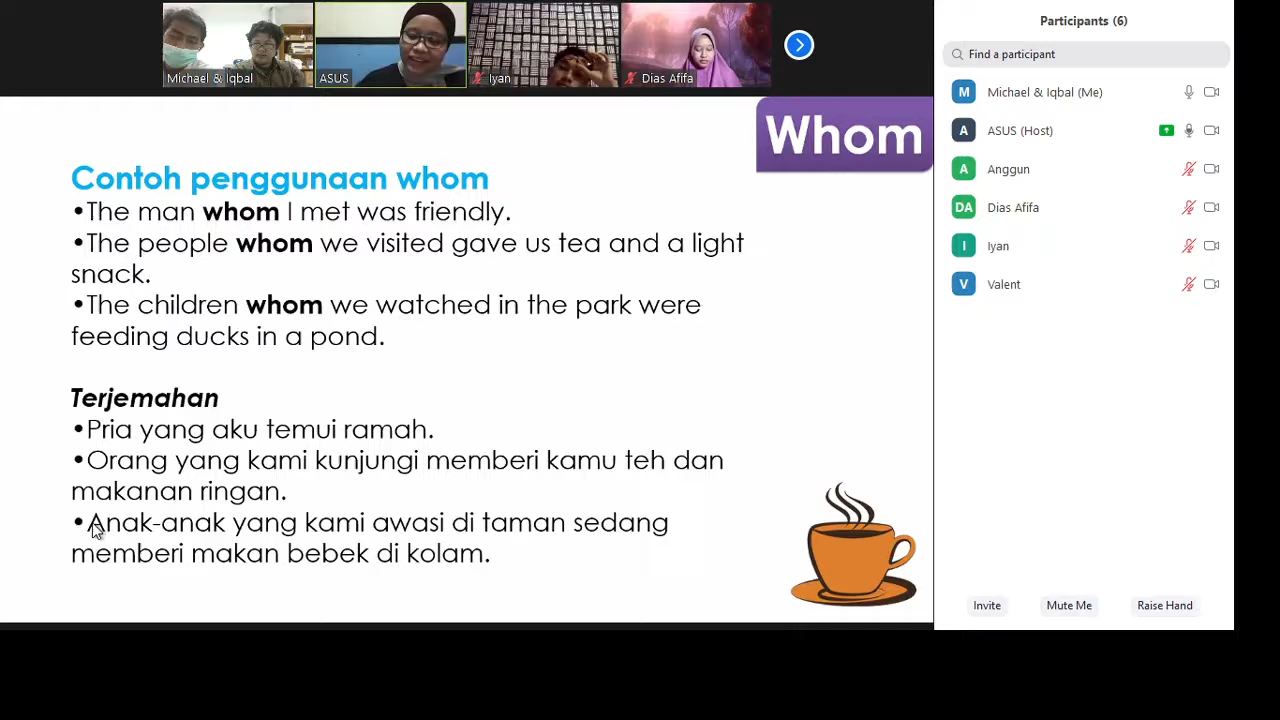 Michael & Iqbal
ASUS
Iyan
Dias Afifa
Whom
Contoh penggunaan whom
•The man whom I met was friendly.
•The people whom we visited gave us tea and a light
snack.
•The children whom we watched in the park were
feeding ducks in a pond.
Terjemahan
•Pria yang aku temui ramah.
•Orang yang kami kunjungi memberi kamu teh dan
makanan ringan.
•Anak-anak yang kami awasi di taman sedang
memberi makan bebek di kolam.
Participants (6)
Find a participant
M Michael & Iqbal (Me)
A ASUS (Host)
A Anggun
DA Dias Afifa
I Iyan
V Valent
Invite Mute Me Raise Hand